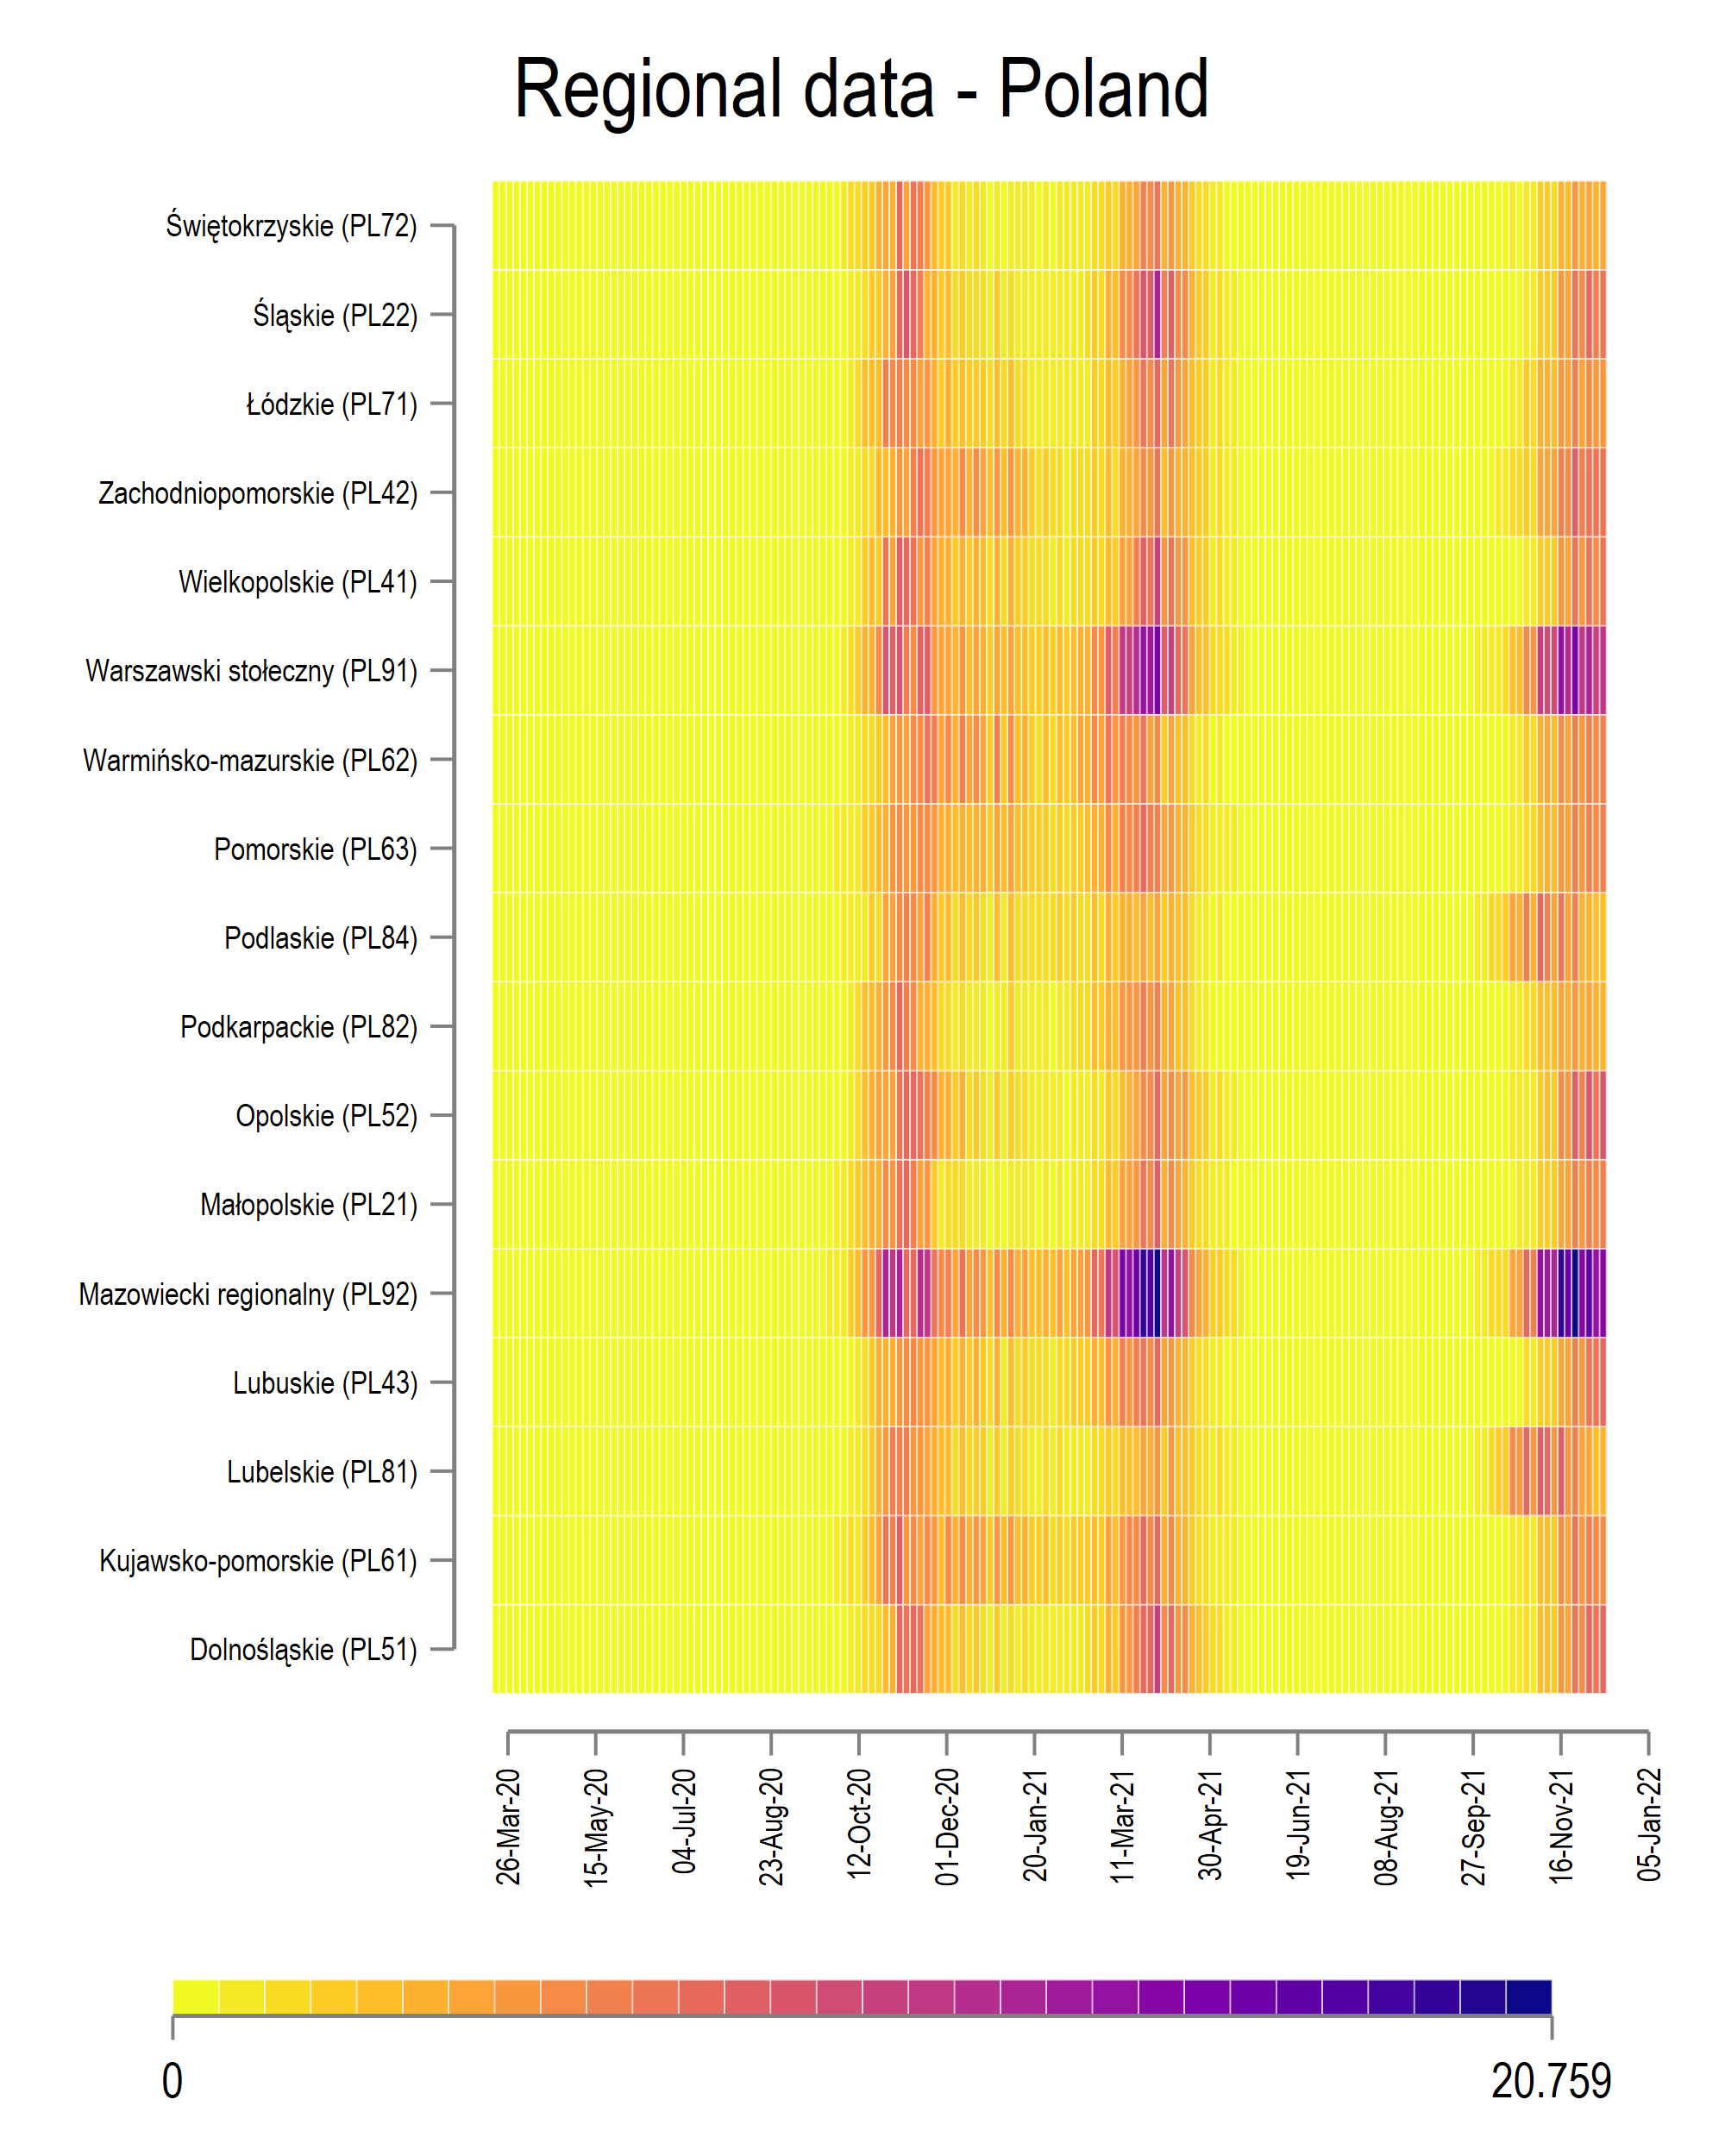 Regional data - Poland
Świętokrzyskie (PL72)
Śląskie (PL22)
Łódzkie (PL71)
Zachodniopomorskie (PL42)
Wielkopolskie (PL41)
Warszawski stołeczny (PL91)
Warmińsko-mazurskie (PL62)
Pomorskie (PL63)
Podlaskie (PL84)
Podkarpackie (PL82)
Opolskie (PL52)
Małopolskie (PL21)
Mazowiecki regionalny (PL92)
Lubuskie (PL43)
Lubelskie (PL81)
Kujawsko-pomorskie (PL61)
Dolnośląskie (PL51)
26-Mar-20
15-May-20
04-Jul-20
23-Aug-20
12-Oct-20
01-Dec-20
20-Jan-21
11-Mar-21
30-Apr-21
19-Jun-21
08-Aug-21
27-Sep-21
16-Nov-21
05-Jan-22
0
20.759